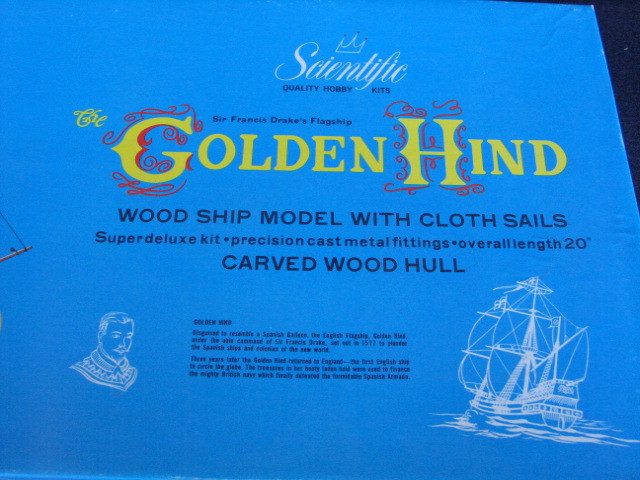 Scientific
QUALITY HOBBY KITS
Sir Francis Drake's Flagship
The GOLDEN HIND
WOOD SHIP MODEL WITH CLOTH SAILS
Superdeluxe kit • precision cast metal fittings • overall length 20"
CARVED WOOD HULL
GOLDEN HIND
Disguised to resemble a Spanish Galleon, the English Flagship, Golden Hind,
under the able command of Sir Francis Drake, set out in 1577 to plunder
the Spanish ships and colonies of the new world.
Three years later the Golden Hind returned to England—the first English ship
to circle the globe. The treasures in her booty laden hold were used to finance
the mighty British navy which finally defeated the formidable Spanish Armada.